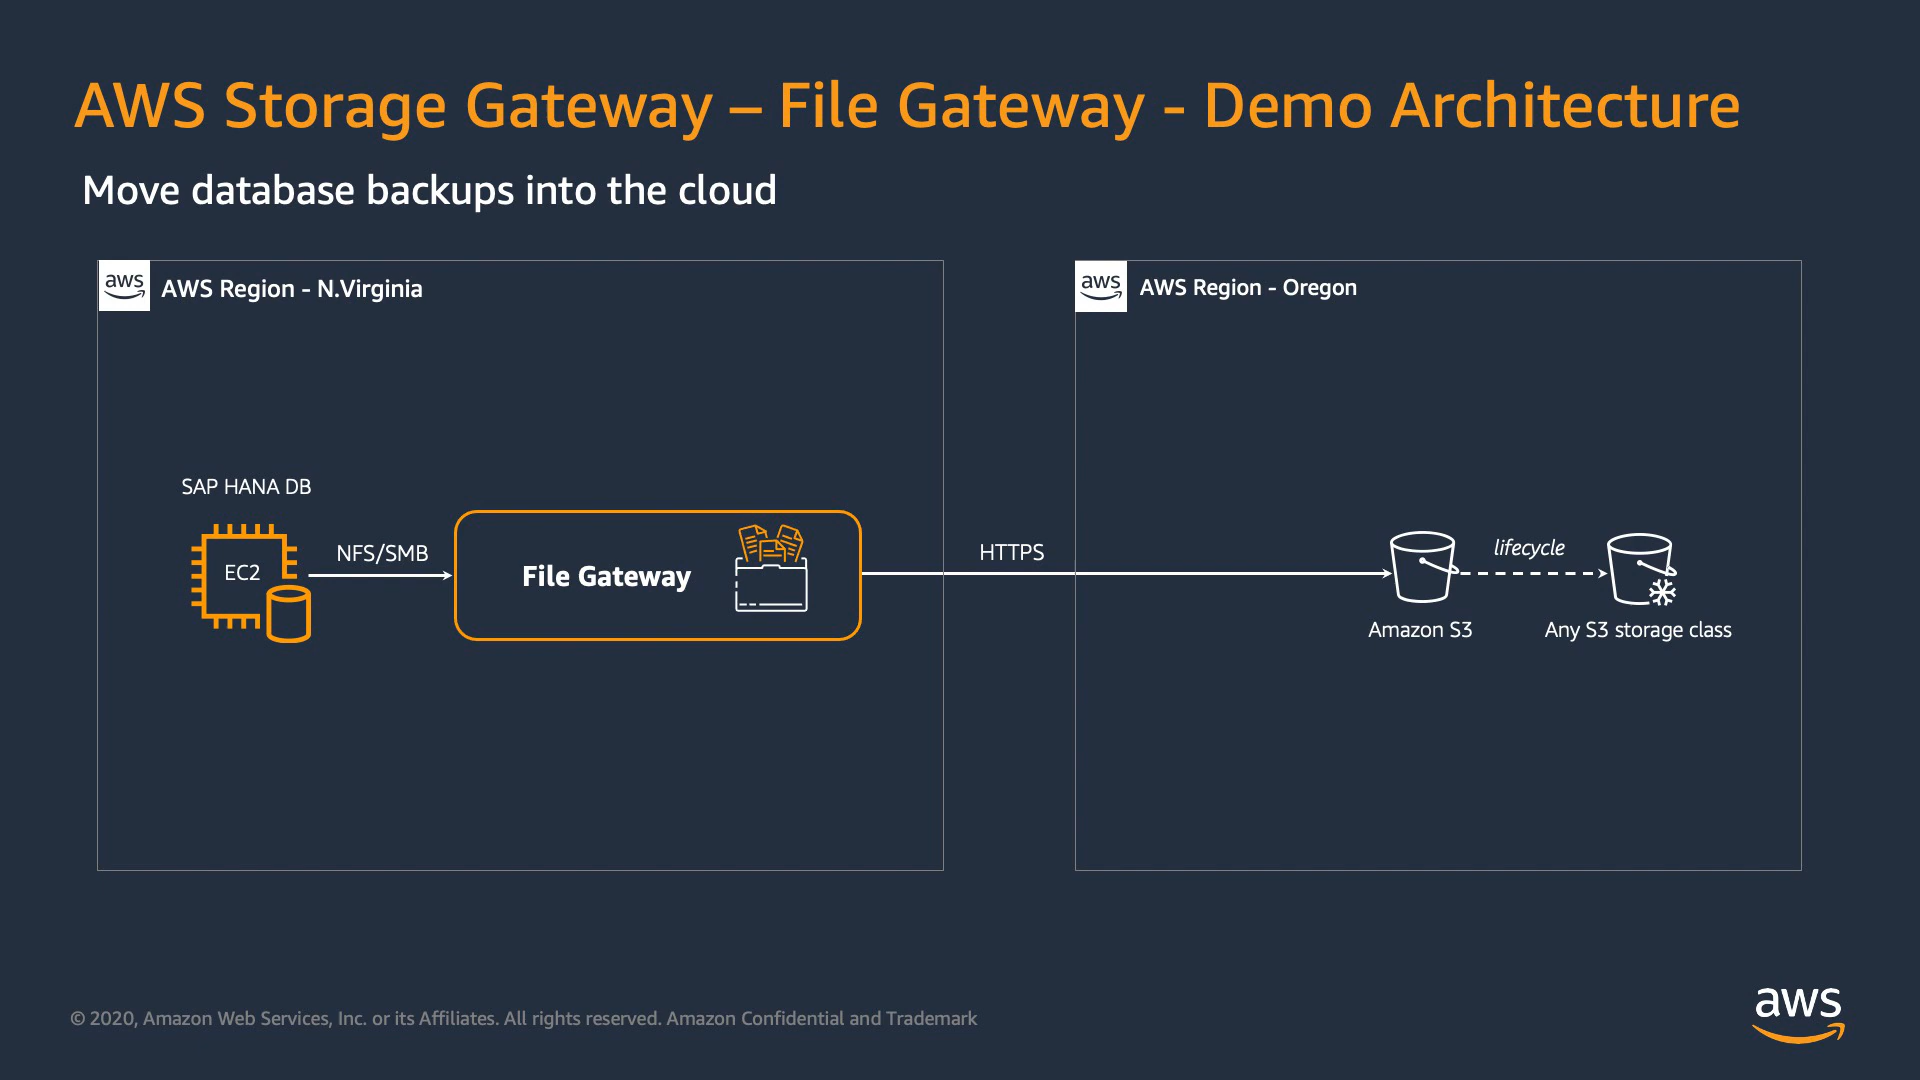 AWS Storage Gateway – File Gateway - Demo Architecture
Move database backups into the cloud
aws
AWS Region - N.Virginia
aws
AWS Region - Oregon
SAP HANA DB
EC2
NFS/SMB
File Gateway
HTTPS
lifecycle
Amazon S3
Any S3 storage class
© 2020, Amazon Web Services, Inc. or its Affiliates. All rights reserved. Amazon Confidential and Trademark
aws